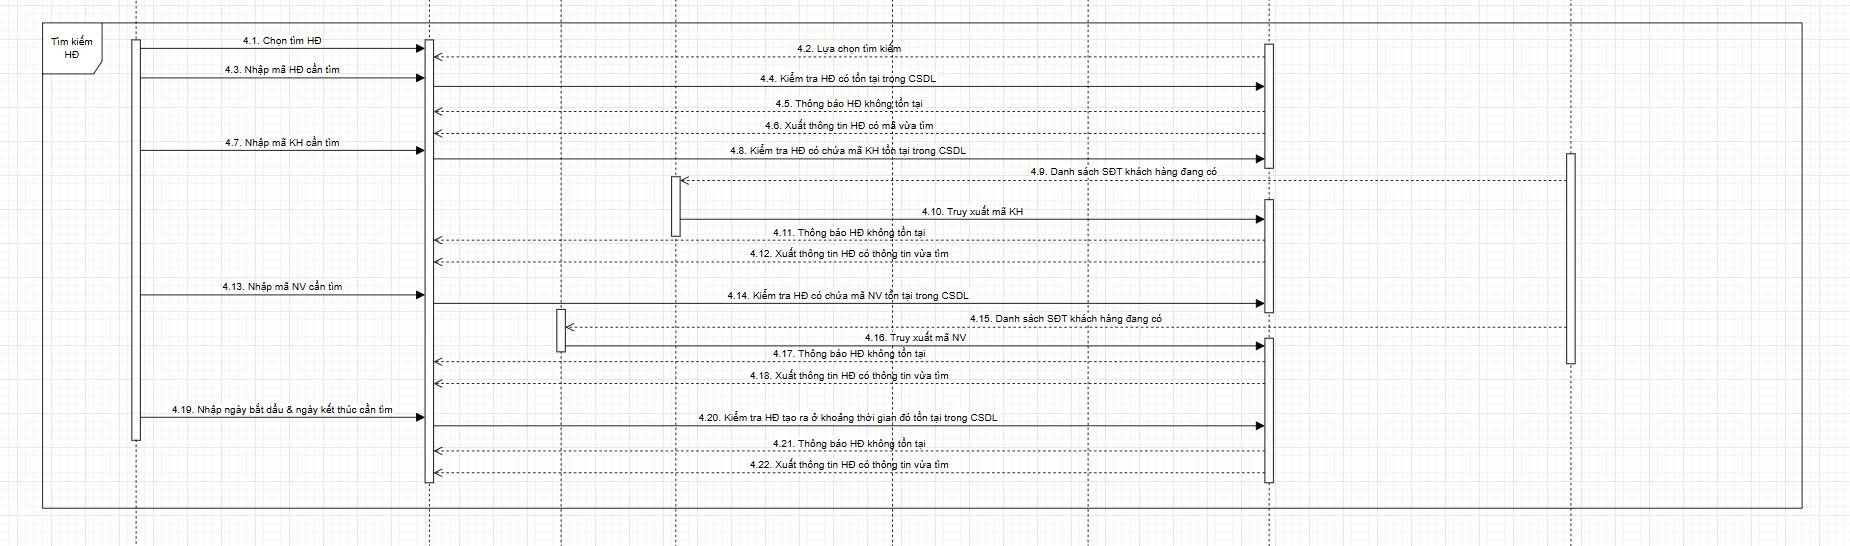 Tìm kiếm
HĐ
4.1. Chọn tìm HĐ
4.2. Lựa chọn tìm kiếm
4.3. Nhập mã HĐ cần tìm
4.4. Kiểm tra HĐ có tồn tại trong CSDL
4.5. Thông báo HĐ không tồn tại
4.6. Xuất thông tin HĐ có mã vừa tìm
4.7. Nhập mã KH cần tìm
4.8. Kiểm tra HĐ có chứa mã KH tồn tại trong CSDL
4.9. Danh sách SĐT khách hàng đang có
4.10. Truy xuất mã KH
4.11. Thông báo HĐ không tồn tại
4.12. Xuất thông tin HĐ có thông tin vừa tìm
4.13. Nhập mã NV cần tìm
4.14. Kiểm tra HĐ có chứa mã NV tồn tại trong CSDL
4.15. Danh sách SĐT khách hàng đang có
4.16. Truy xuất mã NV
4.17. Thông báo HĐ không tồn tại
4.18. Xuất thông tin HĐ có thông tin vừa tìm
4.19. Nhập ngày bắt dầu & ngày kết thúc cần tìm
4.20. Kiểm tra HĐ tạo ra ở khoảng thời gian đó tồn tại trong CSDL
4.21. Thông báo HĐ không tồn tại
4.22. Xuất thông tin HĐ có thông tin vừa tìm